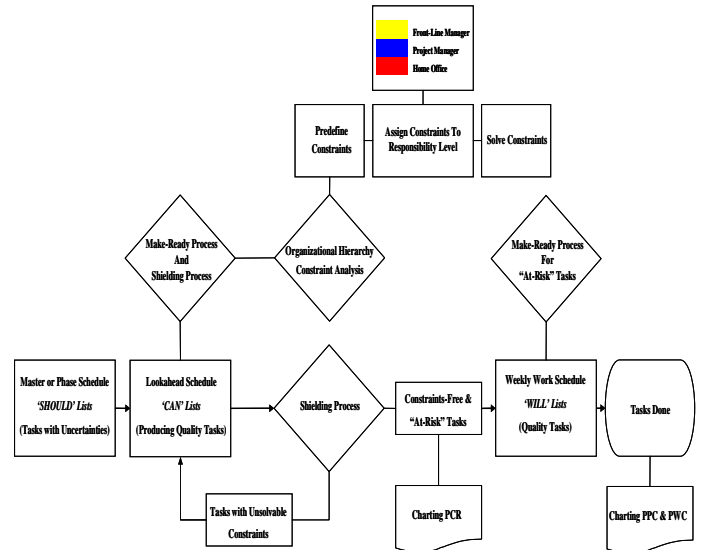 Front-Line Manager
Project Manager
Home Office
Predefine
Constraints
Assign Constraints To
Responsibility Level
Solve Constraints
Make-Ready Process
And
Shielding Process
Organizational Hierarchy
Constraint Analysis
Make-Ready Process
For
"At-Risk" Tasks
Master or Phase Schedule
'SHOULD' Lists
(Tasks with Uncertainties)
Lookahead Schedule
'CAN' Lists
(Producing Quality Tasks)
Shielding Process
Constraints-Free &
"At-Risk" Tasks
Weekly Work Schedule
'WILL' Lists
(Quality Tasks)
Tasks Done
Tasks with Unsolvable
Constraints
Charting PCR
Charting PPC & PWC